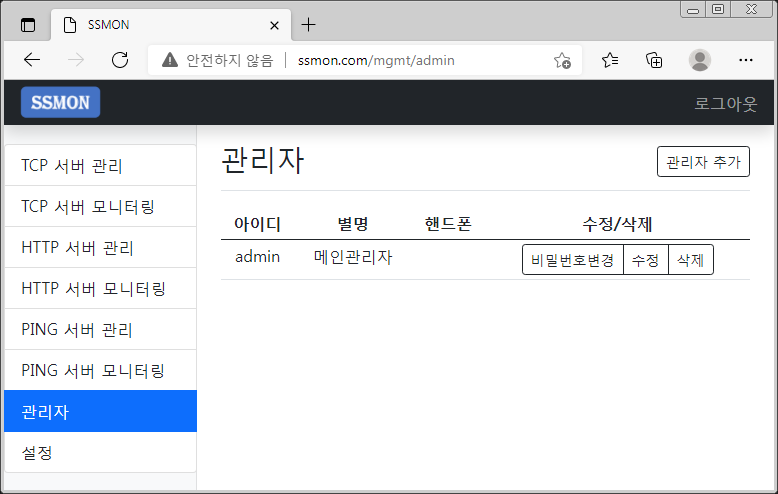 SSMON
안전하지 않음 | ssmon.com/mgmt/admin
SSMON 로그아웃
TCP 서버 관리
TCP 서버 모니터링
HTTP 서버 관리
HTTP 서버 모니터링
PING 서버 관리
PING 서버 모니터링
관리자
설정
관리자 관리자 추가
아이디 별명 핸드폰 수정/삭제
admin 메인관리자 비밀번호변경 수정 삭제